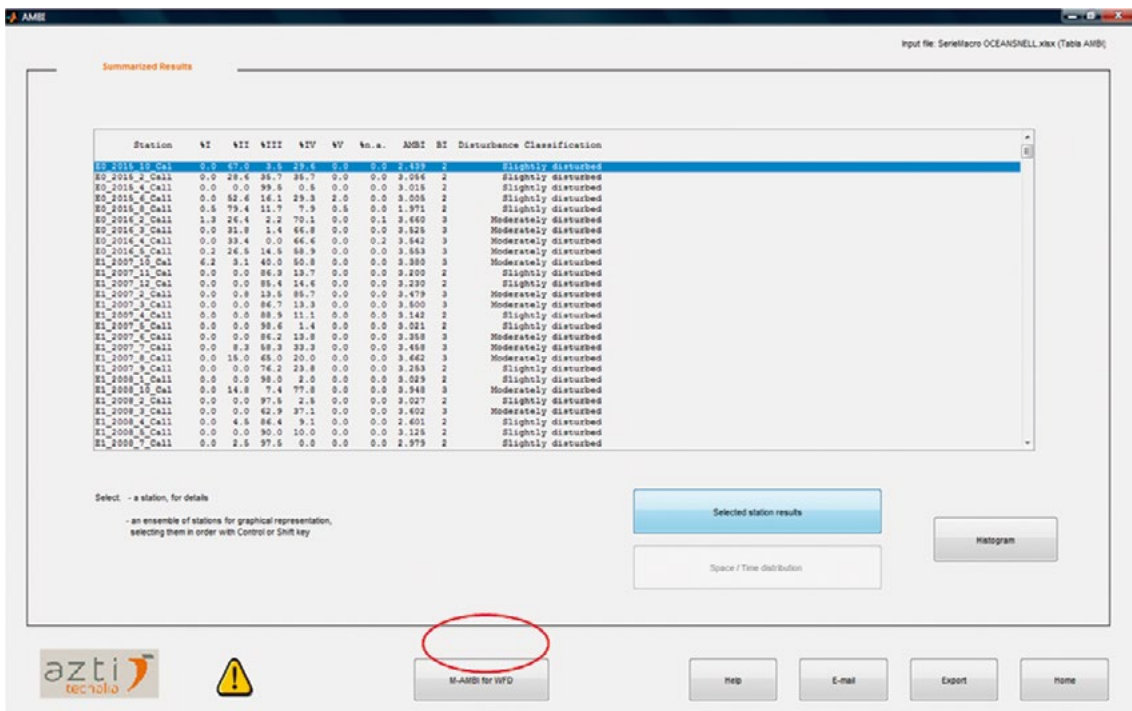 AMBI
Input file: SerieMacro OCEANSNELL.xlsx (Tabla AMBI)
Summarized Results
Station %I %II %III %IV %V %n.a. AMBI BI Disturbance Classification
E0_2015_10_Cal 0.0 67.0 3.5 29.6 0.0 0.0 2.439 2 Slightly disturbed
E0_2015_2_Cal1 0.0 28.6 35.7 35.7 0.0 0.0 3.056 2 Slightly disturbed
E0_2015_4_Cal1 0.0 0.0 99.5 0.5 0.0 0.0 3.015 2 Slightly disturbed
E0_2015_6_Cal1 0.0 52.6 16.1 29.3 2.0 0.0 3.005 2 Slightly disturbed
E0_2015_8_Cal1 0.5 79.4 11.7 7.9 0.5 0.0 1.971 2 Slightly disturbed
E0_2016_2_Cal1 1.3 26.4 2.2 70.1 0.0 0.1 3.660 3 Moderately disturbed
E0_2016_3_Cal1 0.0 31.8 1.4 66.8 0.0 0.0 3.525 3 Moderately disturbed
E0_2016_4_Cal1 0.0 33.4 0.0 66.6 0.0 0.2 3.542 3 Moderately disturbed
E0_2016_5_Cal1 0.2 26.5 14.5 58.9 0.0 0.0 3.553 3 Moderately disturbed
E1_2007_10_Cal 6.2 3.1 40.0 50.8 0.0 0.0 3.380 3 Moderately disturbed
E1_2007_11_Cal 0.0 0.0 86.3 13.7 0.0 0.0 3.200 2 Slightly disturbed
E1_2007_12_Cal 0.0 0.0 85.4 14.6 0.0 0.0 3.230 2 Slightly disturbed
E1_2007_2_Cal1 0.0 0.8 13.5 85.7 0.0 0.0 3.479 3 Moderately disturbed
E1_2007_3_Cal1 0.0 0.0 86.7 13.3 0.0 0.0 3.500 3 Moderately disturbed
E1_2007_4_Cal1 0.0 0.0 88.9 11.1 0.0 0.0 3.142 2 Slightly disturbed
E1_2007_5_Cal1 0.0 0.0 98.6 1.4 0.0 0.0 3.021 2 Slightly disturbed
E1_2007_6_Cal1 0.0 0.0 86.2 13.8 0.0 0.0 3.358 3 Moderately disturbed
E1_2007_7_Cal1 0.0 8.3 58.3 33.3 0.0 0.0 3.458 3 Moderately disturbed
E1_2007_8_Cal1 0.0 15.0 65.0 20.0 0.0 0.0 3.662 3 Moderately disturbed
E1_2007_9_Cal1 0.0 0.0 76.2 23.8 0.0 0.0 3.253 2 Slightly disturbed
E1_2008_1_Cal1 0.0 0.0 98.0 2.0 0.0 0.0 3.029 2 Slightly disturbed
E1_2008_10_Cal 0.0 14.8 7.4 77.8 0.0 0.0 3.948 3 Moderately disturbed
E1_2008_2_Cal1 0.0 0.0 97.5 2.5 0.0 0.0 3.027 2 Slightly disturbed
E1_2008_3_Cal1 0.0 0.0 62.9 37.1 0.0 0.0 3.602 3 Moderately disturbed
E1_2008_4_Cal1 0.0 4.5 86.4 9.1 0.0 0.0 2.601 2 Slightly disturbed
E1_2008_5_Cal1 0.0 0.0 90.0 10.0 0.0 0.0 3.125 2 Slightly disturbed
E1_2008_7_Cal1 0.0 2.5 97.5 0.0 0.0 0.0 2.979 2 Slightly disturbed
Select. - a station, for details
- an ensemble of stations for graphical representation,
selecting them in order with Control or Shift key
Selected station results
Histogram
Space / Time distribution
azti
tecnalia
M-AMBI for WFD
Help
E-mail
Export
Home